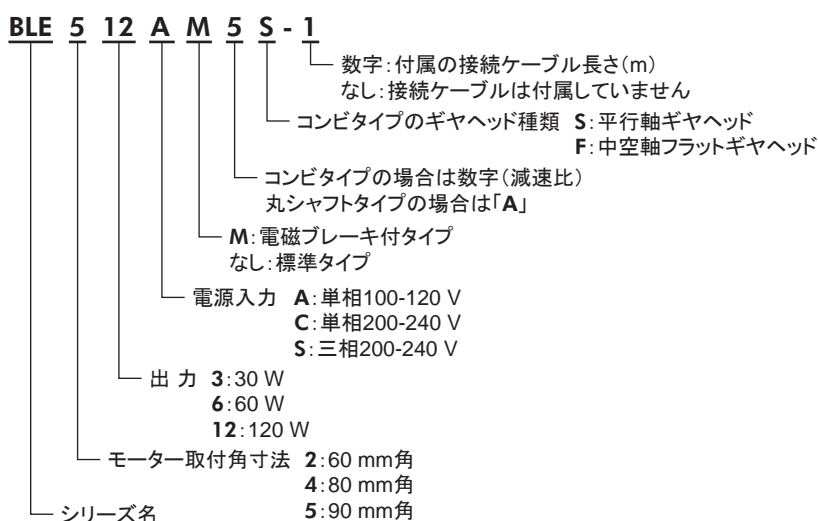 BLE 5 12 A M 5 S - 1
数字:付属の接続ケーブル長さ(m)
なし:接続ケーブルは付属していません
コンビタイプのギヤヘッド種類 S:平行軸ギヤヘッド
F:中空軸フラットギヤヘッド
コンビタイプの場合は数字(減速比)
丸シャフトタイプの場合は「A」
M:電磁ブレーキ付タイプ
なし:標準タイプ
電源入力 A:単相100-120 V
C:単相200-240 V
S:三相200-240 V
出 力 3:30 W
6:60 W
12:120 W
モーター取付角寸法 2:60 mm角
4:80 mm角
5:90 mm角
シリーズ名